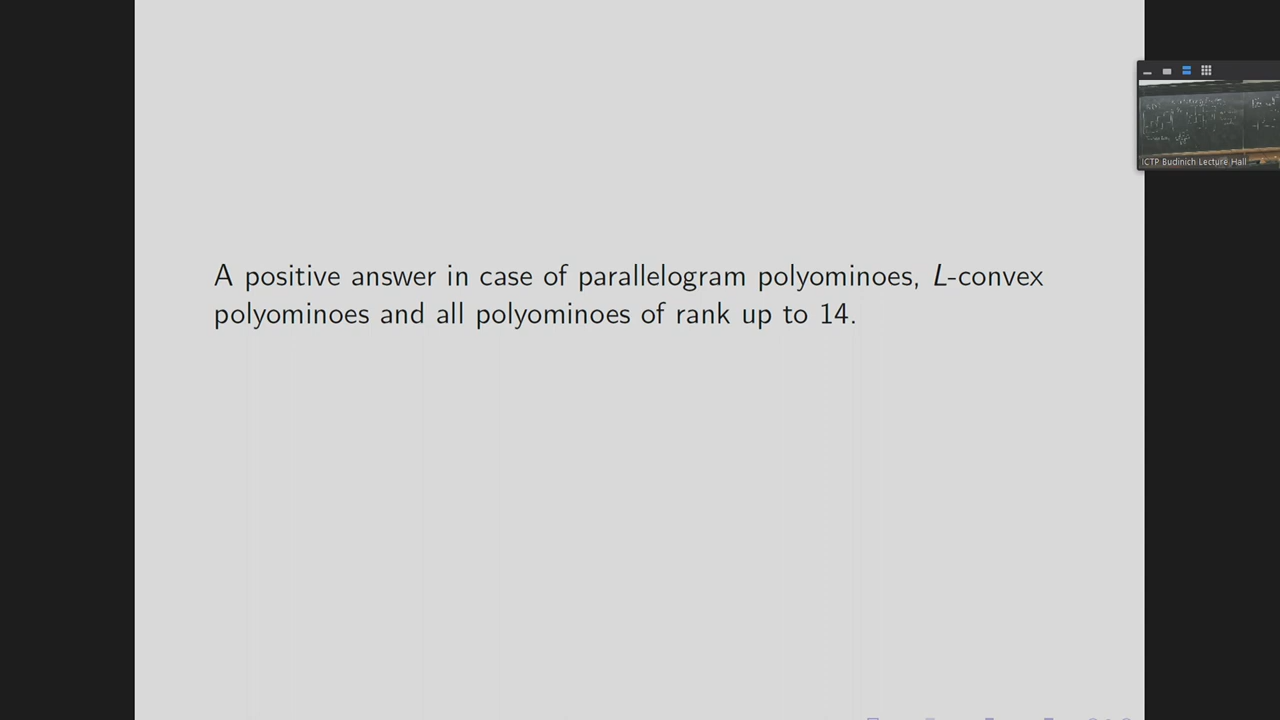 A positive answer in case of parallelogram polyominoes, L-convex
polyominoes and all polyominoes of rank up to 14.
ICTP Budinich Lecture Hall